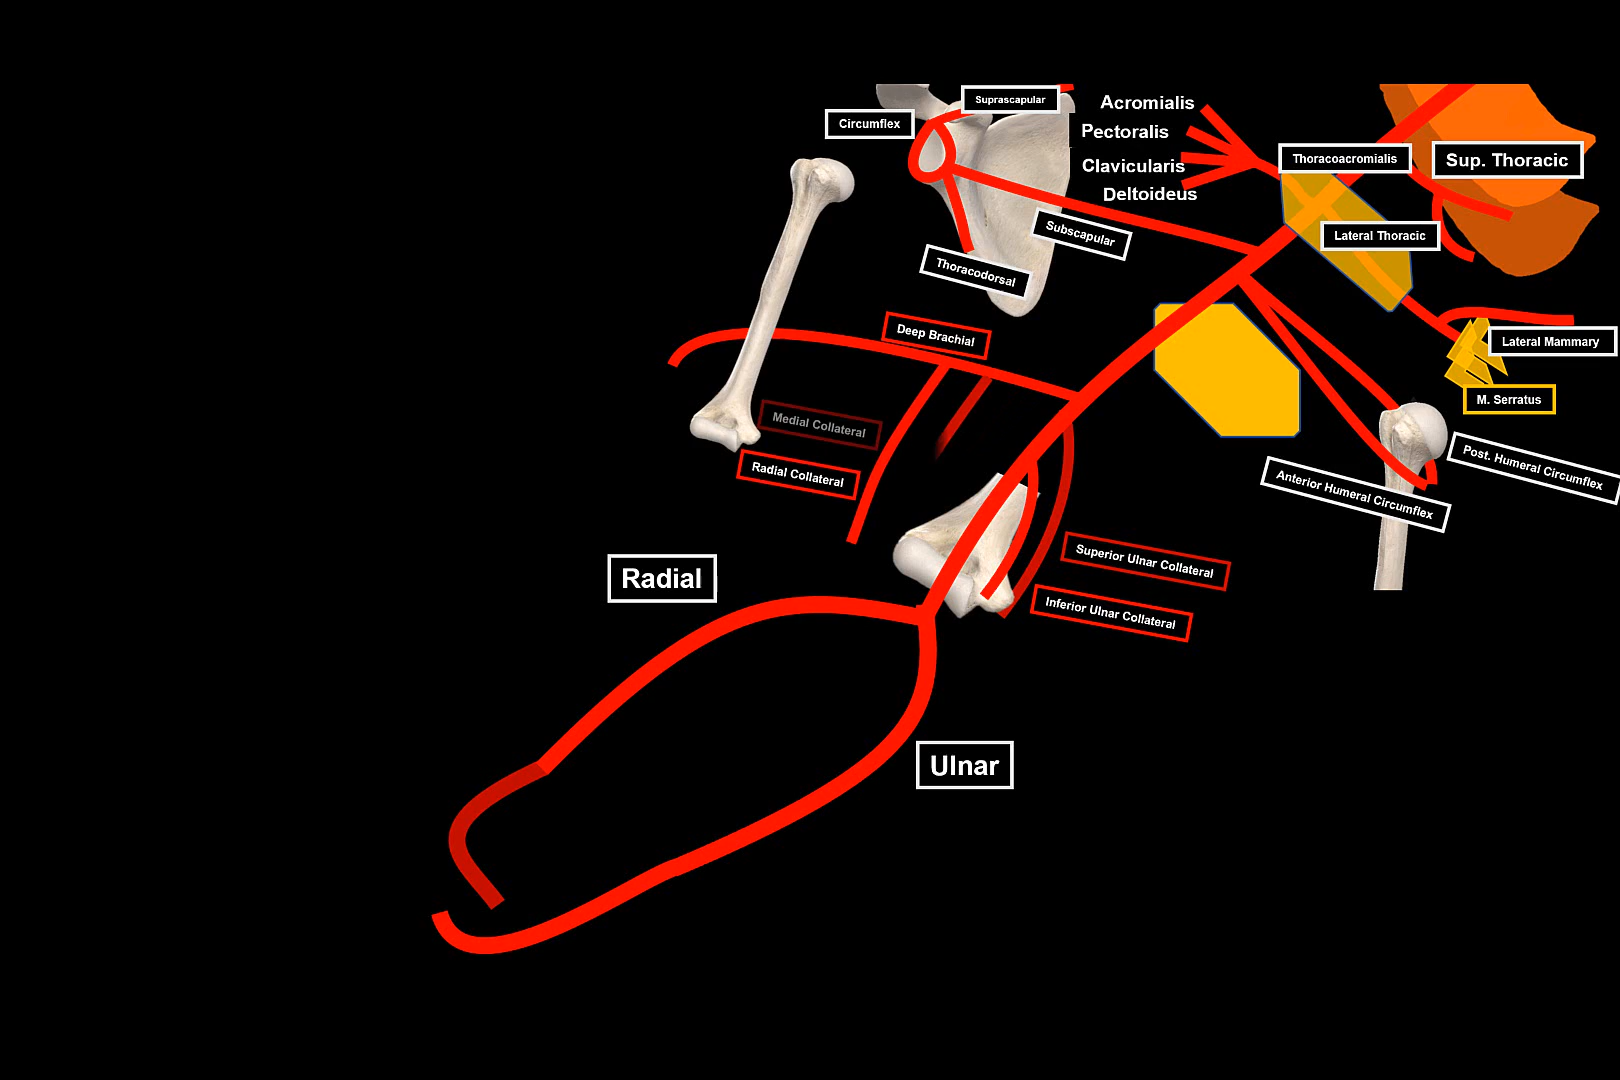 Suprascapular
Circumflex
Acromialis
Pectoralis
Clavicularis
Deltoideus
Thoracoacromialis
Sup. Thoracic
Lateral Thoracic
Subscapular
Thoracodorsal
Deep Brachial
Lateral Mammary
M. Serratus
Medial Collateral
Radial Collateral
Post. Humeral Circumflex
Anterior Humeral Circumflex
Superior Ulnar Collateral
Inferior Ulnar Collateral
Radial
Ulnar